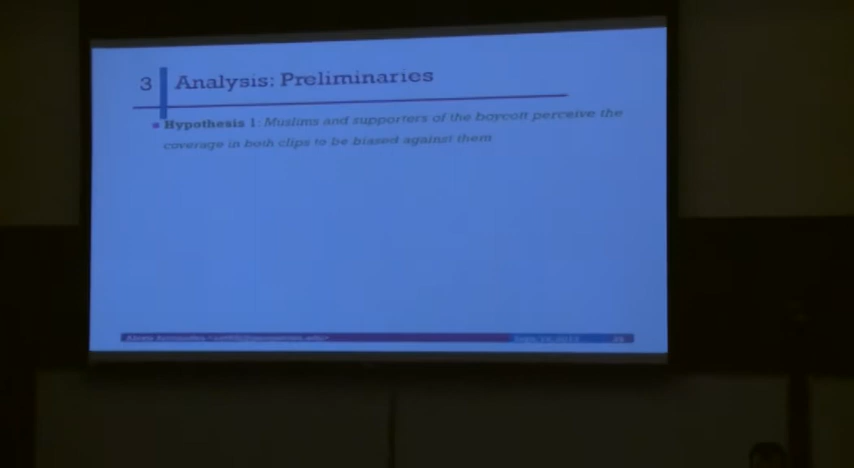 3 Analysis: Preliminaries
Hypothesis 1: Muslims and supporters of the boycott perceive the
coverage in both clips to be biased against them